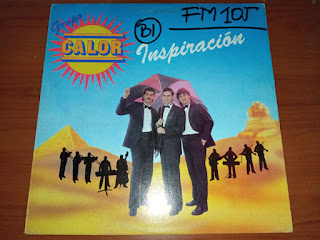 Grupo
CALOR
B1
FM 105
Inspiración